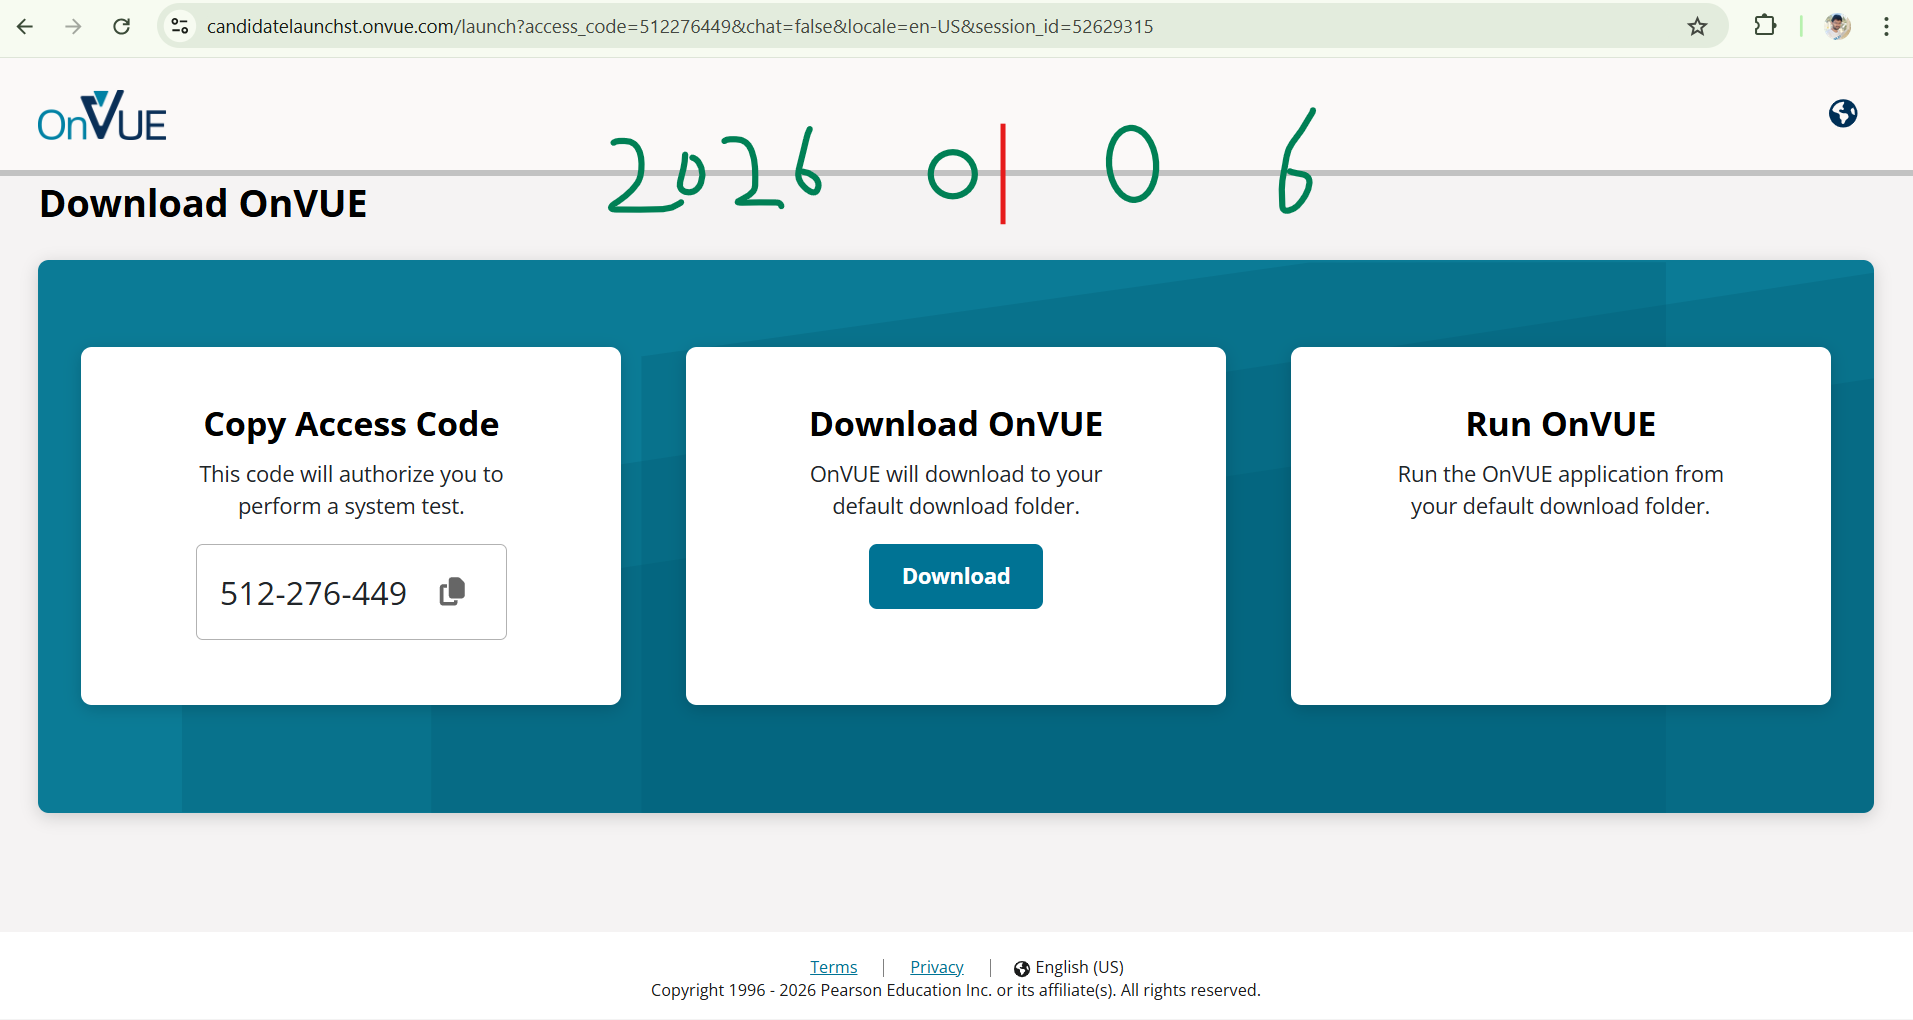 candidatelaunchst.onvue.com/launch?access_code=512276449&chat=false&locale=en-US&session_id=52629315
OnVUE
2026 01 06
Download OnVUE
Copy Access Code
This code will authorize you to
perform a system test.
512-276-449
Download OnVUE
OnVUE will download to your
default download folder.
Download
Run OnVUE
Run the OnVUE application from
your default download folder.
Terms | Privacy | English (US)
Copyright 1996 - 2026 Pearson Education Inc. or its affiliate(s). All rights reserved.